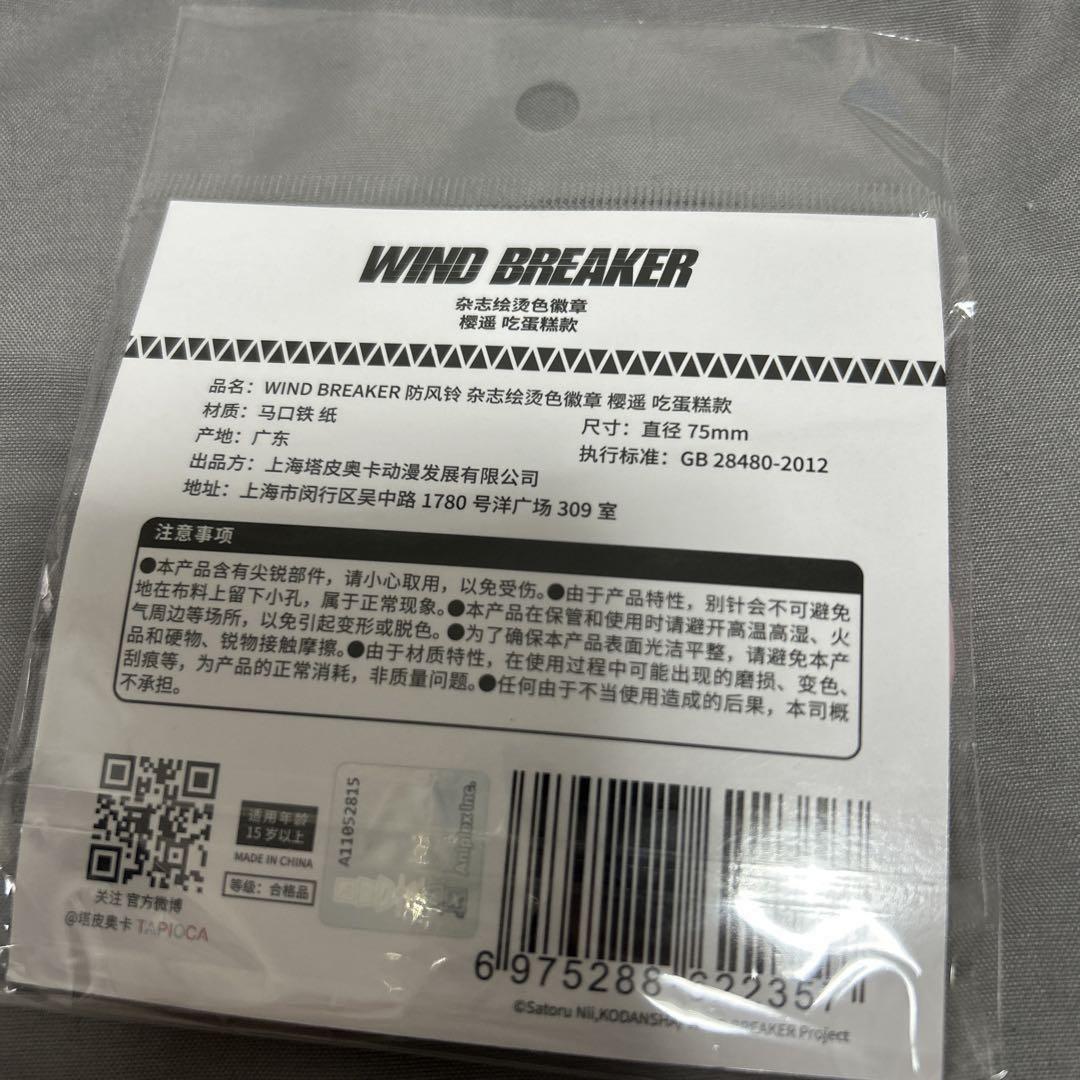 WIND BREAKER
杂志绘烫色徽章
樱遥 吃蛋糕款
品名：WIND BREAKER 防风铃 杂志绘烫色徽章 樱遥 吃蛋糕款
材质：马口铁 纸
尺寸：直径 75mm
产地：广东
执行标准：GB 28480-2012
出品方：上海塔皮奥卡动漫发展有限公司
地址：上海市闵行区吴中路 1780 号洋广场 309 室
注意事项
●本产品含有尖锐部件，请小心取用，以免受伤。●由于产品特性，别针会不可避免
地在布料上留下小孔，属于正常现象。●本产品在保管和使用时请避开高温高湿、火
气周边等场所，以免引起变形或脱色。●为了确保本产品表面光洁平整，请避免本产
品和硬物、锐物接触摩擦。●由于材质特性，在使用过程中可能出现的磨损、变色、
刮痕等，为产品的正常消耗，非质量问题。●任何由于不当使用造成的后果，本司概
不承担。
关注 官方微博
@塔皮奥卡 TAPIOCA
适用年龄
15 岁以上
MADE IN CHINA
等级：合格品
A11052815
Aniplex Inc.
6 975288 922357
©Satoru Nii,KODANSHA/ BREAKER Project